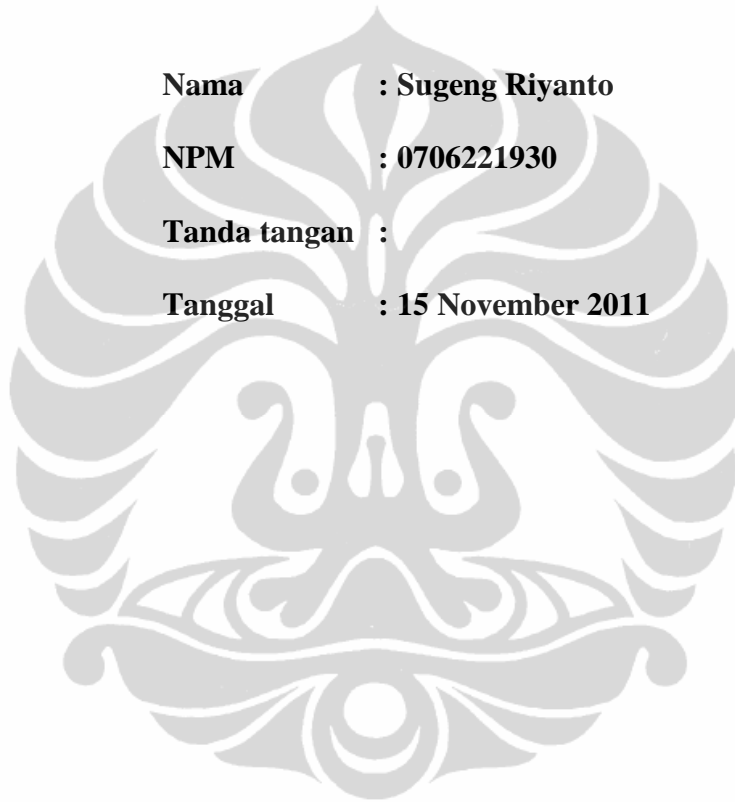 Nama : Sugeng Riyanto
NPM : 0706221930
Tanda tangan :
Tanggal : 15 November 2011